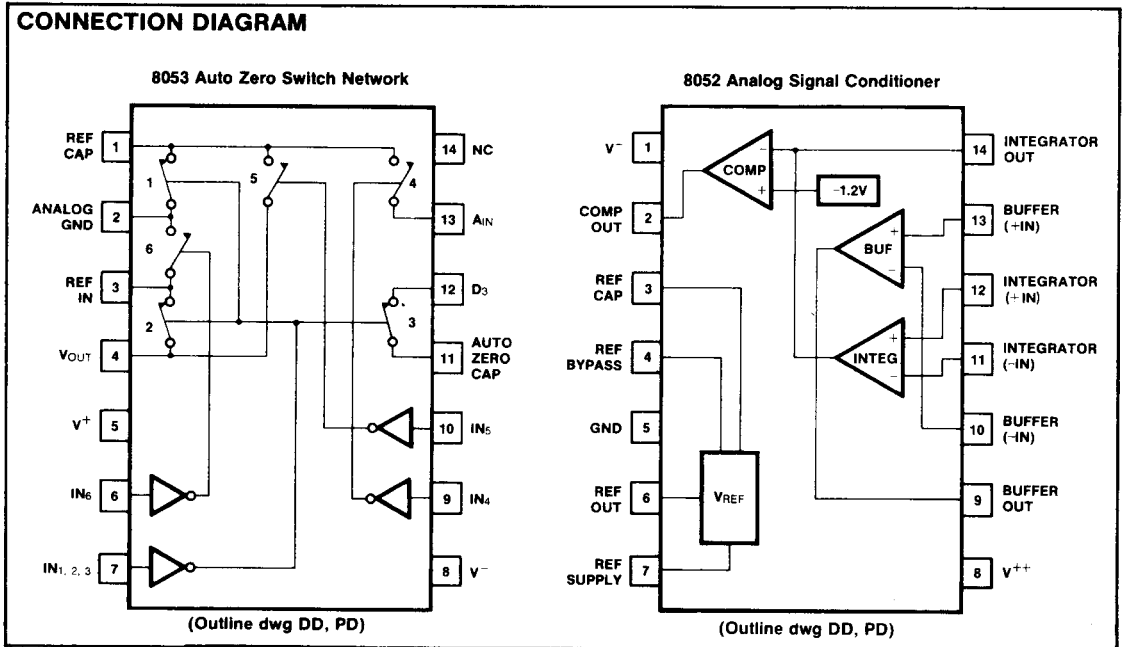 CONNECTION DIAGRAM
8053 Auto Zero Switch Network
REF
CAP
1
ANALOG
GND
2
REF
IN
3
VOUT
4
V+
5
IN6
6
IN1, 2, 3
7
1
5
4
6
2
3
14
NC
13
AIN
12
D3
11
AUTO
ZERO
CAP
10
IN5
9
IN4
8
V−
(Outline dwg DD, PD)
8052 Analog Signal Conditioner
V−
1
COMP
OUT
2
REF
CAP
3
REF
BYPASS
4
GND
5
REF
OUT
6
REF
SUPPLY
7
−
COMP
+
−1.2V
+
BUF
−
+
INTEG
−
VREF
14
INTEGRATOR
OUT
13
BUFFER
(+IN)
12
INTEGRATOR
(+IN)
11
INTEGRATOR
(-IN)
10
BUFFER
(-IN)
9
BUFFER
OUT
8
V++
(Outline dwg DD, PD)